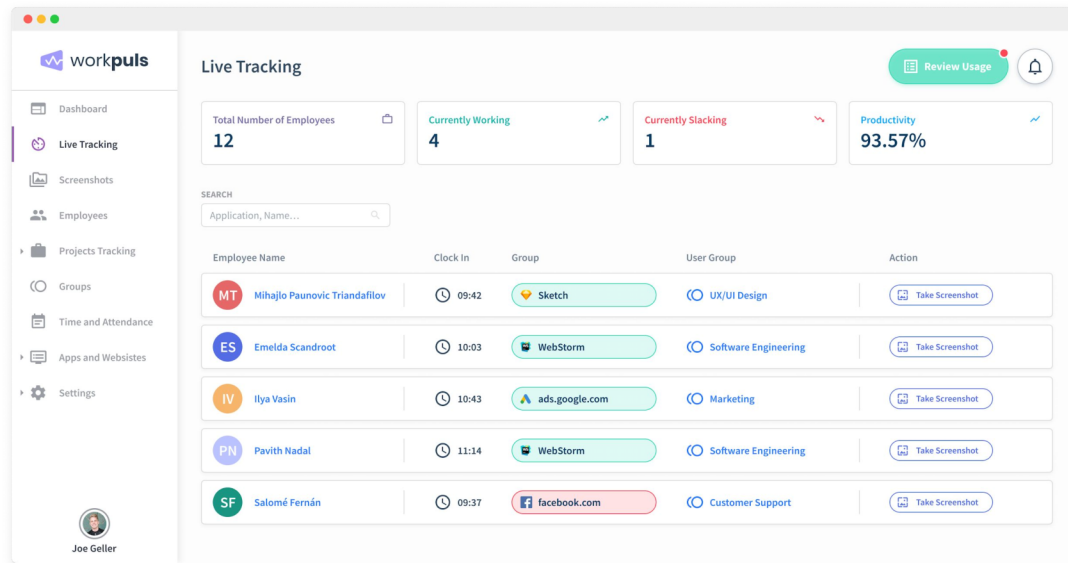 workpuls
Dashboard
Live Tracking
Screenshots
Employees
Projects Tracking
Groups
Time and Attendance
Apps and Websistes
Settings
Joe Geller
Live Tracking
Review Usage
Total Number of Employees
12
Currently Working
4
Currently Slacking
1
Productivity
93.57%
SEARCH
Application, Name...
Employee Name Clock In Group User Group Action
MT Mihajlo Paunovic Triandafilov 09:42 Sketch UX/UI Design Take Screenshot
ES Emelda Scandroot 10:03 WebStorm Software Engineering Take Screenshot
IV Ilya Vasin 10:43 ads.google.com Marketing Take Screenshot
PN Pavith Nadal 11:14 WebStorm Software Engineering Take Screenshot
SF Salomé Fernán 09:37 facebook.com Customer Support Take Screenshot